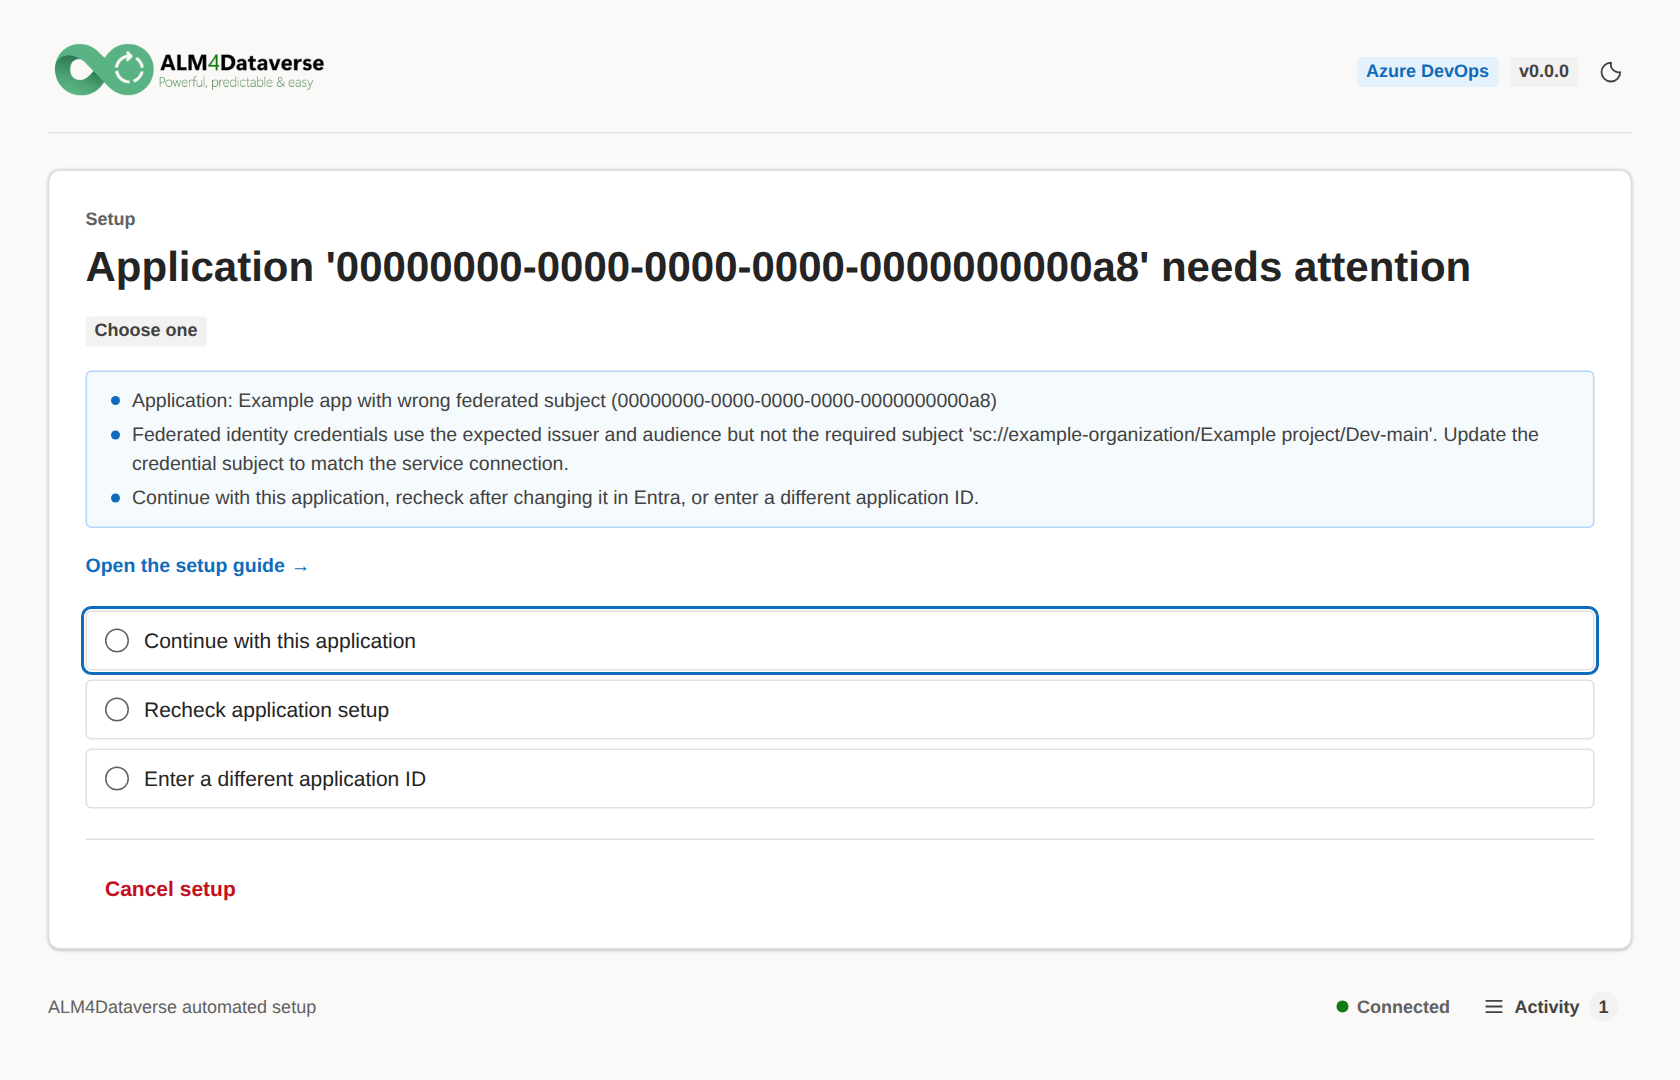 ALM4Dataverse
Powerful, predictable & easy
Azure DevOps
v0.0.0
Setup
Application '00000000-0000-0000-0000-0000000000a8' needs attention
Choose one
Application: Example app with wrong federated subject (00000000-0000-0000-0000-0000000000a8)
Federated identity credentials use the expected issuer and audience but not the required subject 'sc://example-organization/Example project/Dev-main'. Update the
credential subject to match the service connection.
Continue with this application, recheck after changing it in Entra, or enter a different application ID.
Open the setup guide →
Continue with this application
Recheck application setup
Enter a different application ID
Cancel setup
ALM4Dataverse automated setup
Connected
Activity 1